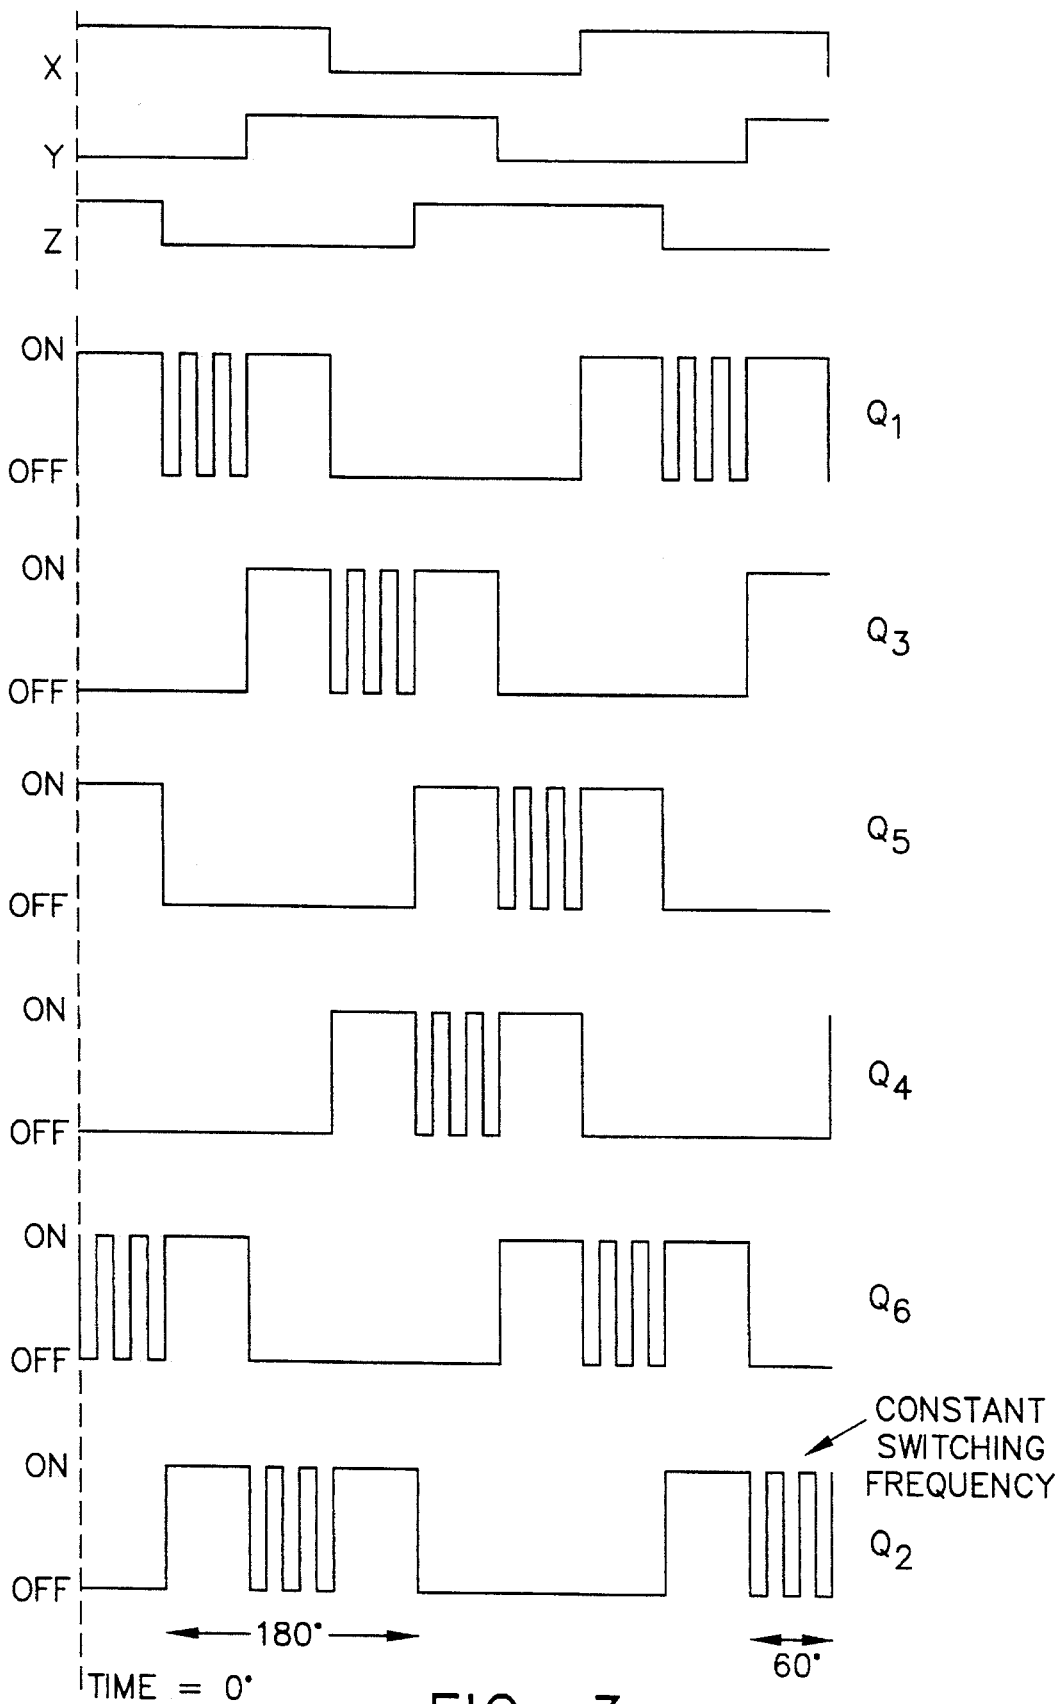 X
Y
Z
ON
OFF
Q1
ON
OFF
Q3
ON
OFF
Q5
ON
OFF
Q4
ON
OFF
Q6
CONSTANT
SWITCHING
FREQUENCY
ON
OFF
Q2
180°
60°
TIME = 0°